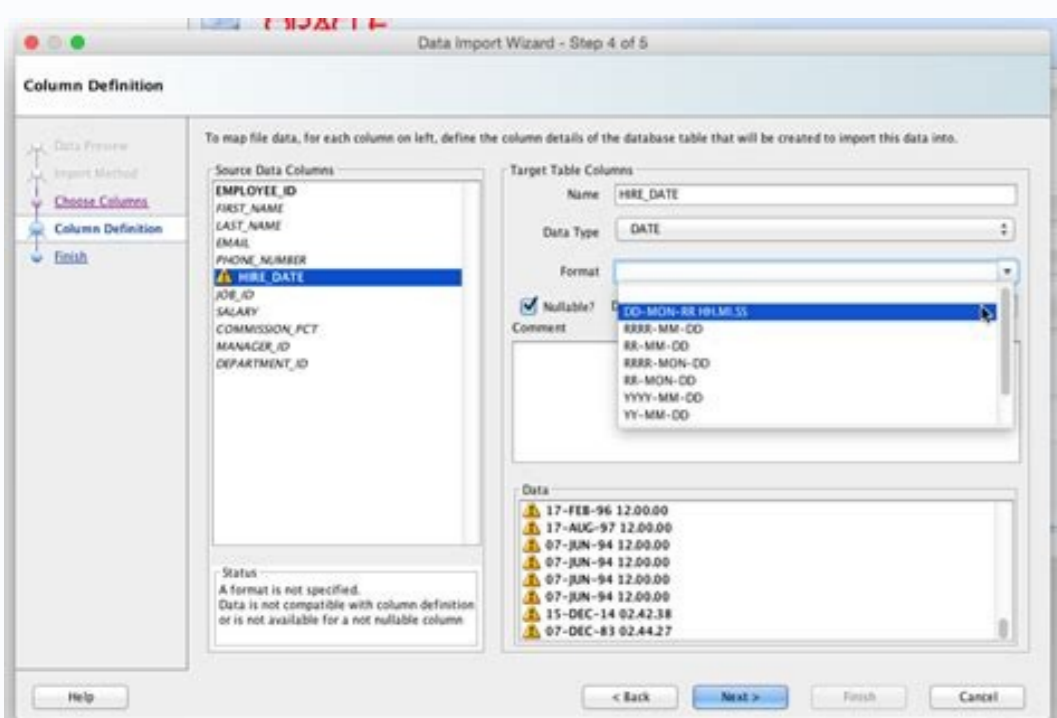 Data Import Wizard - Step 4 of 5
Column Definition
Data Preview
Import Method
Choose Columns
Column Definition
Finish
To map file data, for each column on left, define the column details of the database table that will be created to import this data into.
Source Data Columns
EMPLOYEE_ID
FIRST_NAME
LAST_NAME
EMAIL
PHONE_NUMBER
HIRE_DATE
JOB_ID
SALARY
COMMISSION_PCT
MANAGER_ID
DEPARTMENT_ID
Status
A format is not specified.
Data is not compatible with column definition
or is not available for a not nullable column
Target Table Columns
Name HIRE_DATE
Data Type DATE
Format
Nullable?
DD-MON-RR HH.MI.SS
RRRR-MM-DD
RR-MM-DD
RRRR-MON-DD
RR-MON-DD
YYYY-MM-DD
YY-MM-DD
Comment
Data
17-FEB-96 12.00.00
17-AUG-97 12.00.00
07-JUN-94 12.00.00
07-JUN-94 12.00.00
07-JUN-94 12.00.00
07-JUN-94 12.00.00
15-DEC-14 02.42.38
07-DEC-83 02.44.27
Help
< Back
Next >
Finish
Cancel